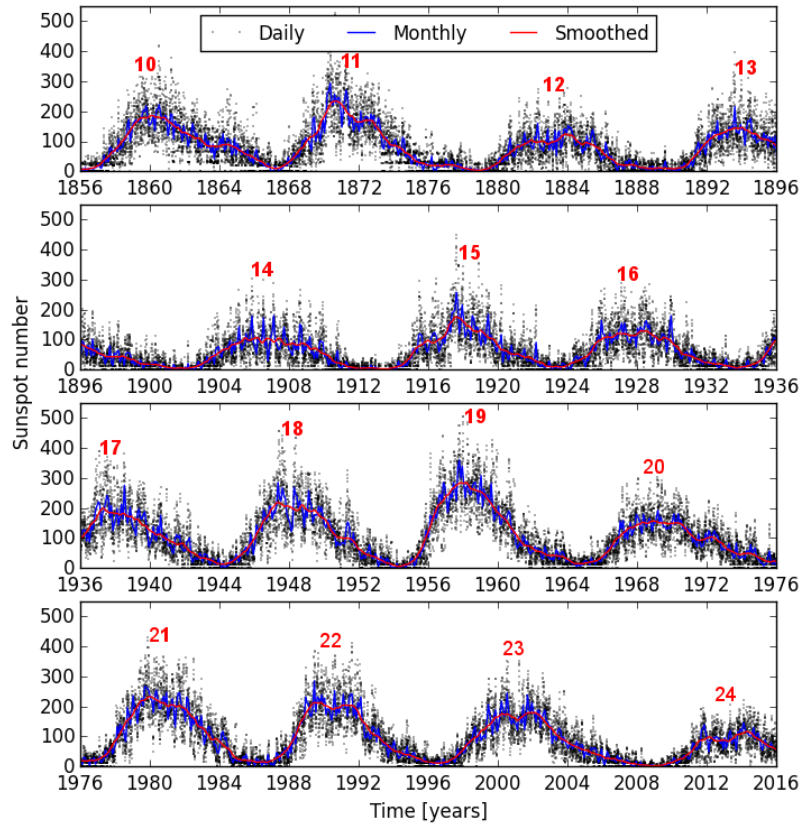 Daily Monthly Smoothed
500
400
300
200
100
0
10 11 12 13
1856 1860 1864 1868 1872 1876 1880 1884 1888 1892 1896
500
400
300
200
100
0
14 15 16
1896 1900 1904 1908 1912 1916 1920 1924 1928 1932 1936
Sunspot number
500
400
300
200
100
0
17 18 19 20
1936 1940 1944 1948 1952 1956 1960 1964 1968 1972 1976
500
400
300
200
100
0
21 22 23 24
1976 1980 1984 1988 1992 1996 2000 2004 2008 2012 2016
Time [years]